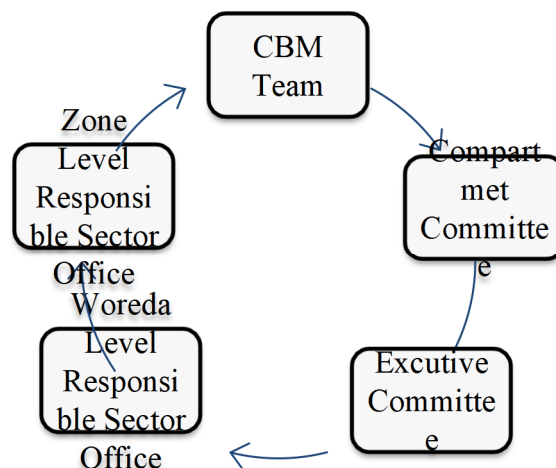 CBM
Team
Compart
met
Committe
e
Excutive
Committe
e
Woreda
Level
Responsi
ble Sector
Office
Zone
Level
Responsi
ble Sector
Office